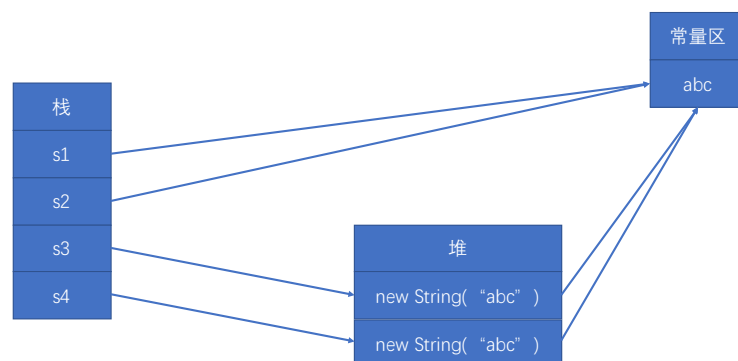 常量区
abc
栈
s1
s2
s3
s4
堆
new String( “abc” )
new String( “abc” )